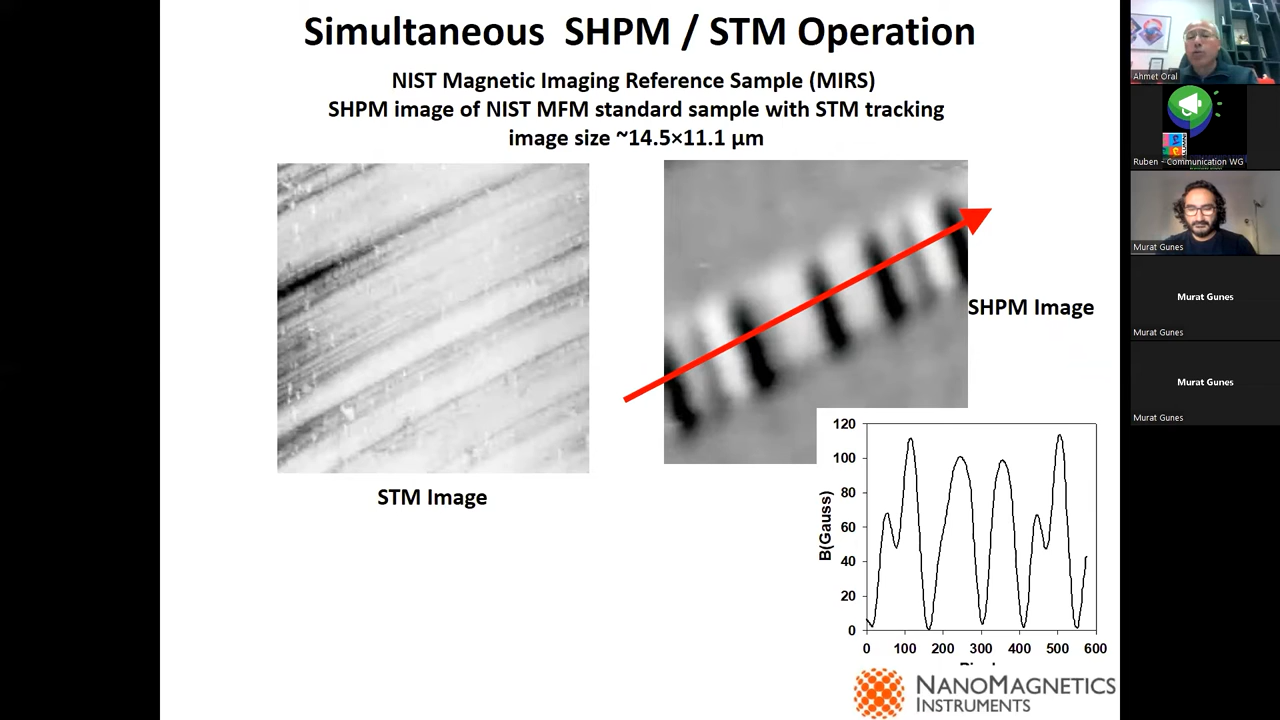 Simultaneous SHPM / STM Operation
NIST Magnetic Imaging Reference Sample (MIRS)
SHPM image of NIST MFM standard sample with STM tracking
image size ~14.5×11.1 µm
STM Image
SHPM Image
B(Gauss)
120
100
80
60
40
20
0
0 100 200 300 400 500 600
NANOMAGNETICS
INSTRUMENTS
Ahmet Oral
Ruben - Communication WG
Murat Gunes
Murat Gunes
Murat Gunes
Murat Gunes
Murat Gunes